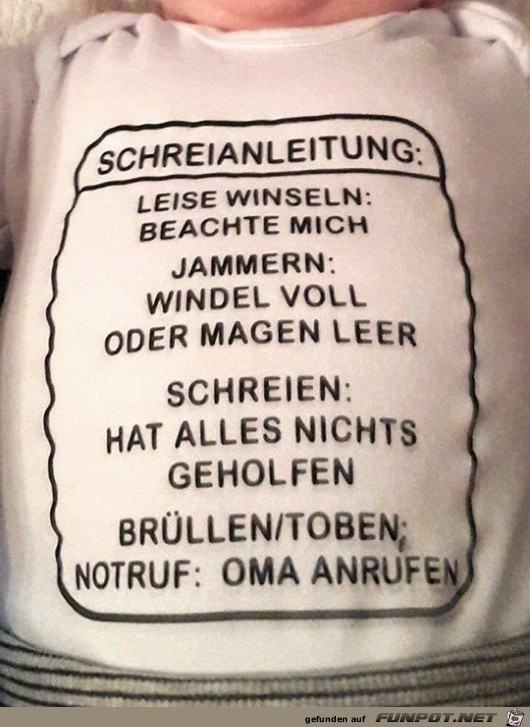 SCHREIANLEITUNG:
LEISE WINSELN:
BEACHTE MICH
JAMMERN:
WINDEL VOLL
ODER MAGEN LEER
SCHREIEN:
HAT ALLES NICHTS
GEHOLFEN
BRÜLLEN/TOBEN:
NOTRUF: OMA ANRUFEN
gefunden auf FUNPOT.NET